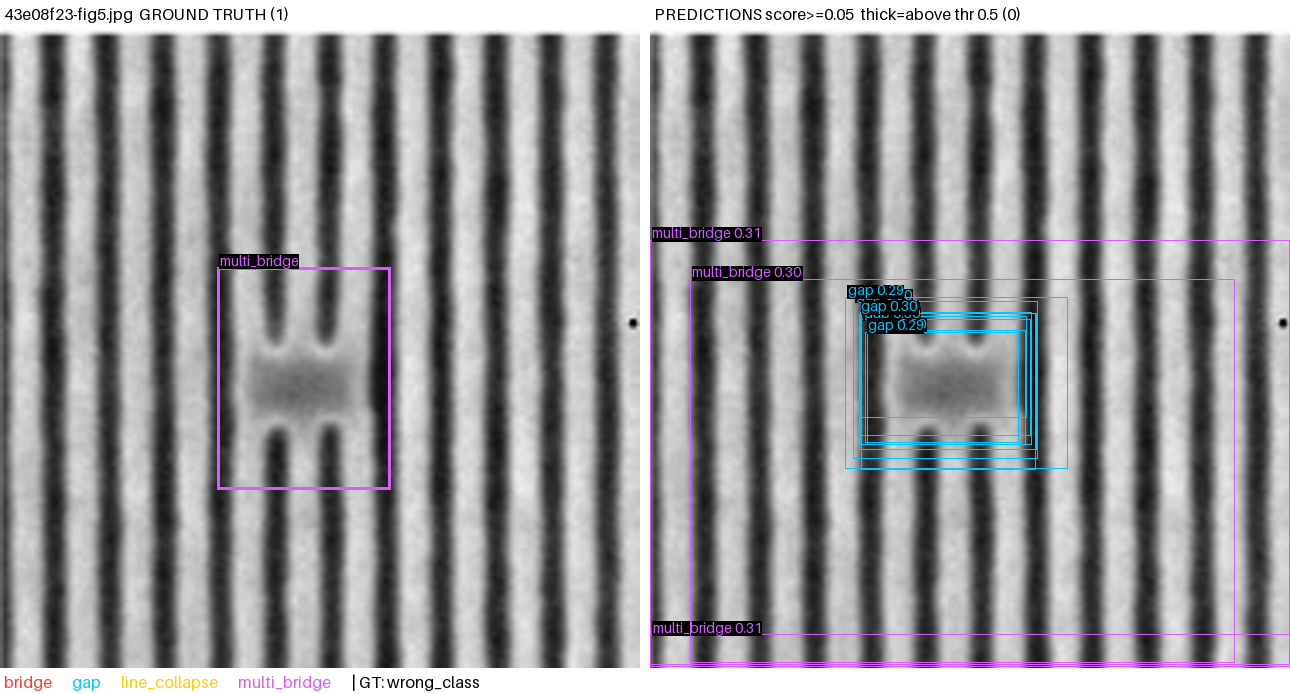 43e08f23-fig5.jpg GROUND TRUTH (1)
PREDICTIONS score>=0.05 thick=above thr 0.5 (0)
multi_bridge 0.31
multi_bridge
multi_bridge 0.30
gap 0.29
gap 0.30
gap 0.29
multi_bridge 0.31
bridge gap line_collapse multi_bridge | GT: wrong_class